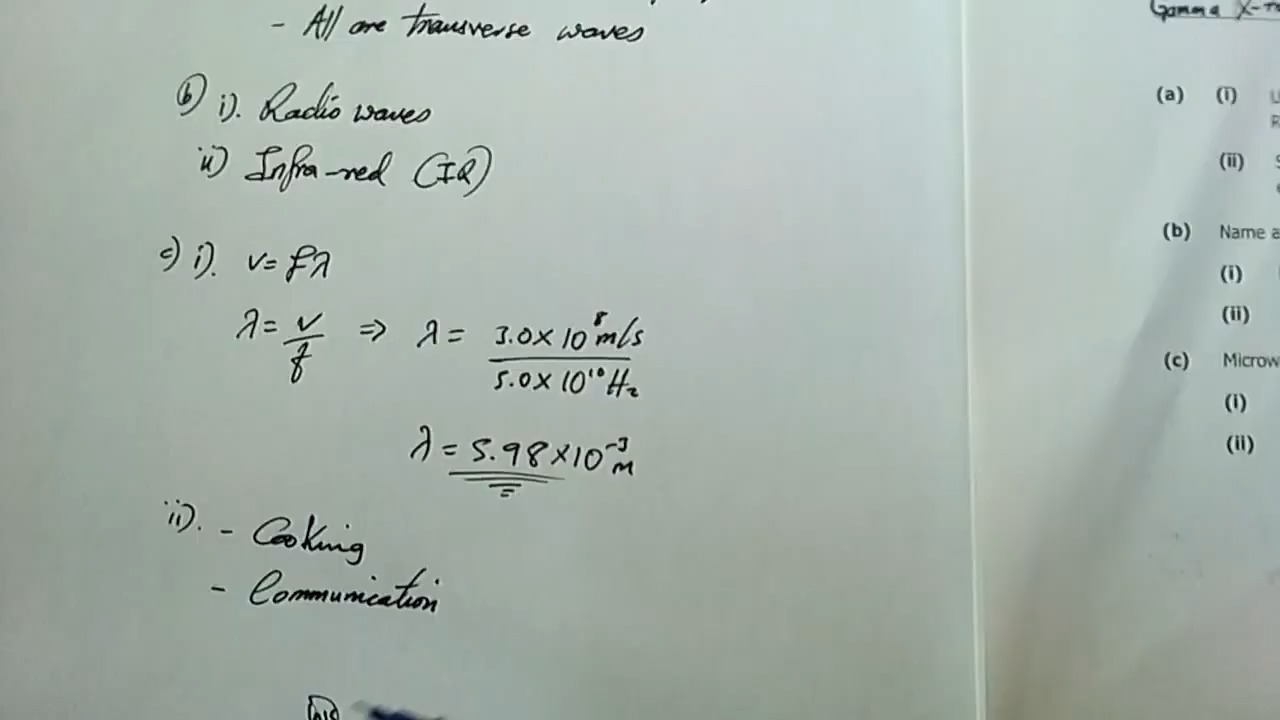 - All are transverse waves
b) i). Radio waves
ii) Infra-red (IR)
c) i). v = fλ
λ = v/f ⇒ λ = 3.0 × 10⁸ m/s / 5.0 × 10¹⁰ Hz
λ = 5.98 × 10⁻³ m
ii). - Cooking
- Communication
Gamma X-
(a) (i)
(ii)
(b) Name a
(i)
(ii)
(c) Microw
(i)
(ii)